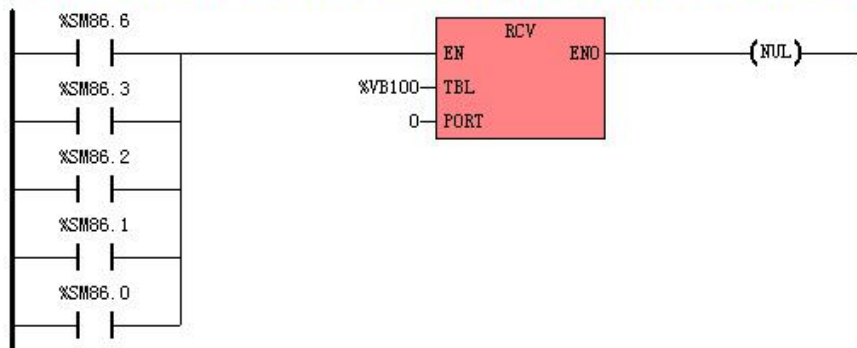 %SM86.6
RCV
EN ENO
(NUL)
%SM86.3
%VB100 TBL
0 PORT
%SM86.2
%SM86.1
%SM86.0